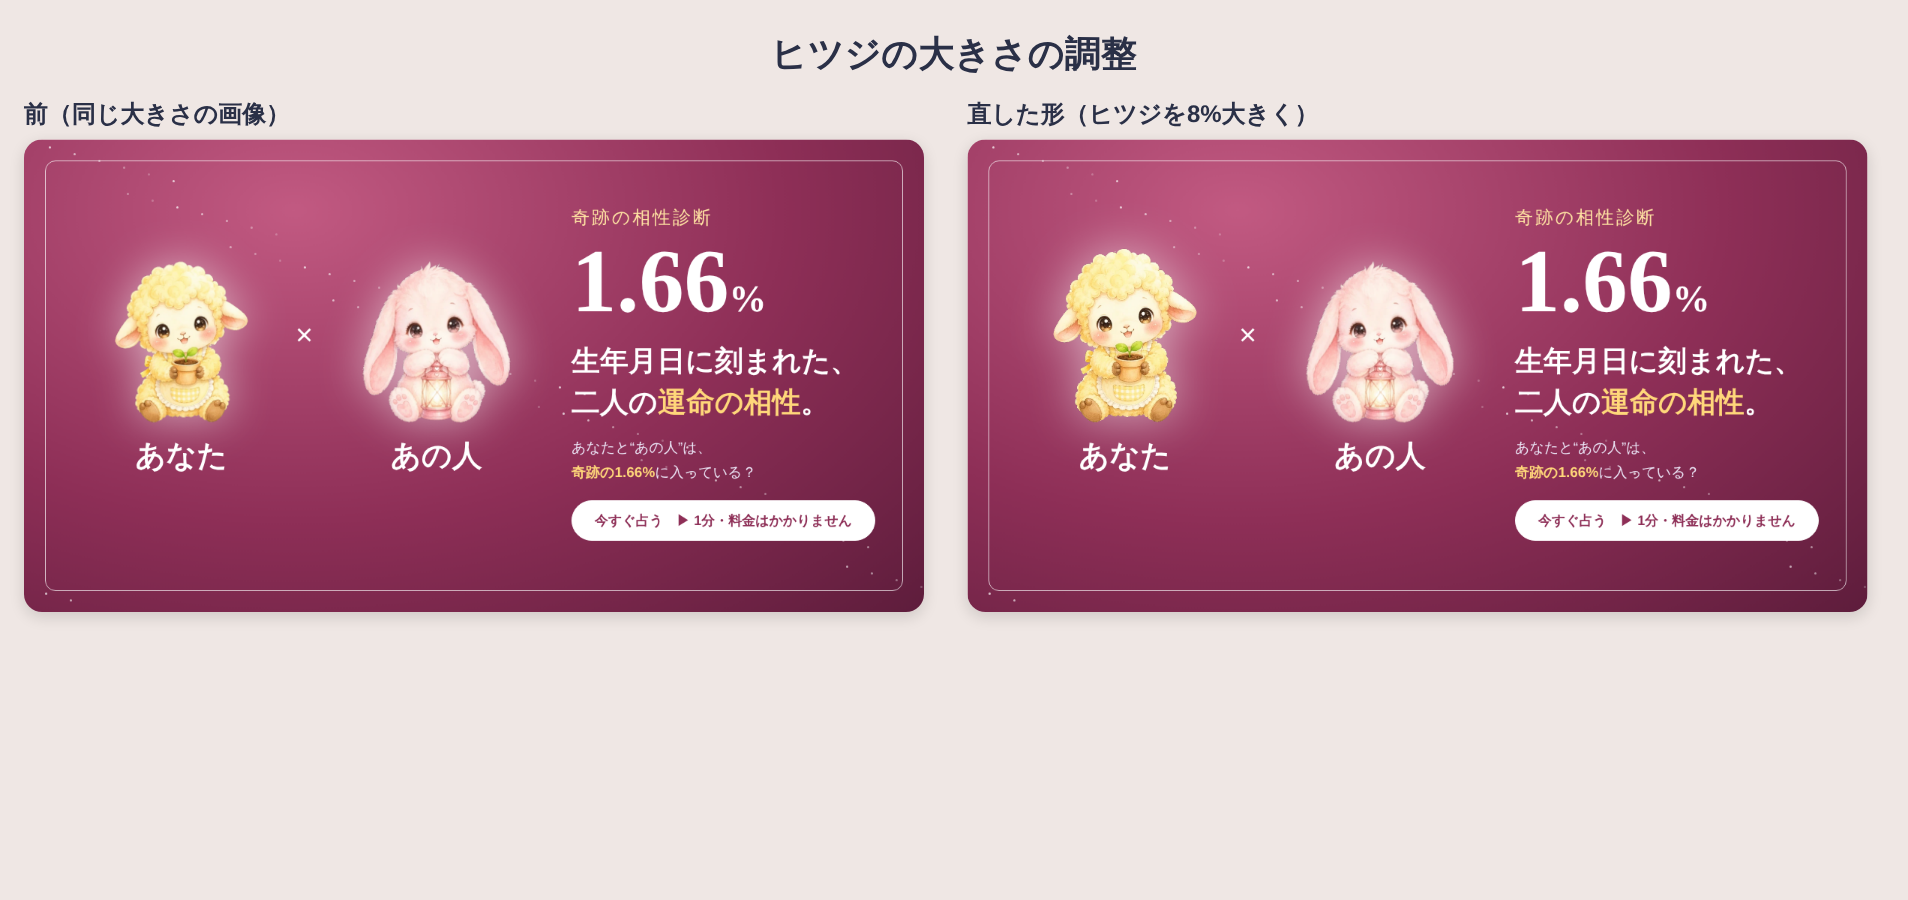 ヒツジの大きさの調整
前（同じ大きさの画像）
奇跡の相性診断
1.66%
生年月日に刻まれた、
二人の運命の相性。
あなたと“あの人”は、
奇跡の1.66%に入っている？
今すぐ占う ▶ 1分・料金はかかりません
×
あなた
あの人
直した形（ヒツジを8%大きく）
奇跡の相性診断
1.66%
生年月日に刻まれた、
二人の運命の相性。
あなたと“あの人”は、
奇跡の1.66%に入っている？
今すぐ占う ▶ 1分・料金はかかりません
×
あなた
あの人